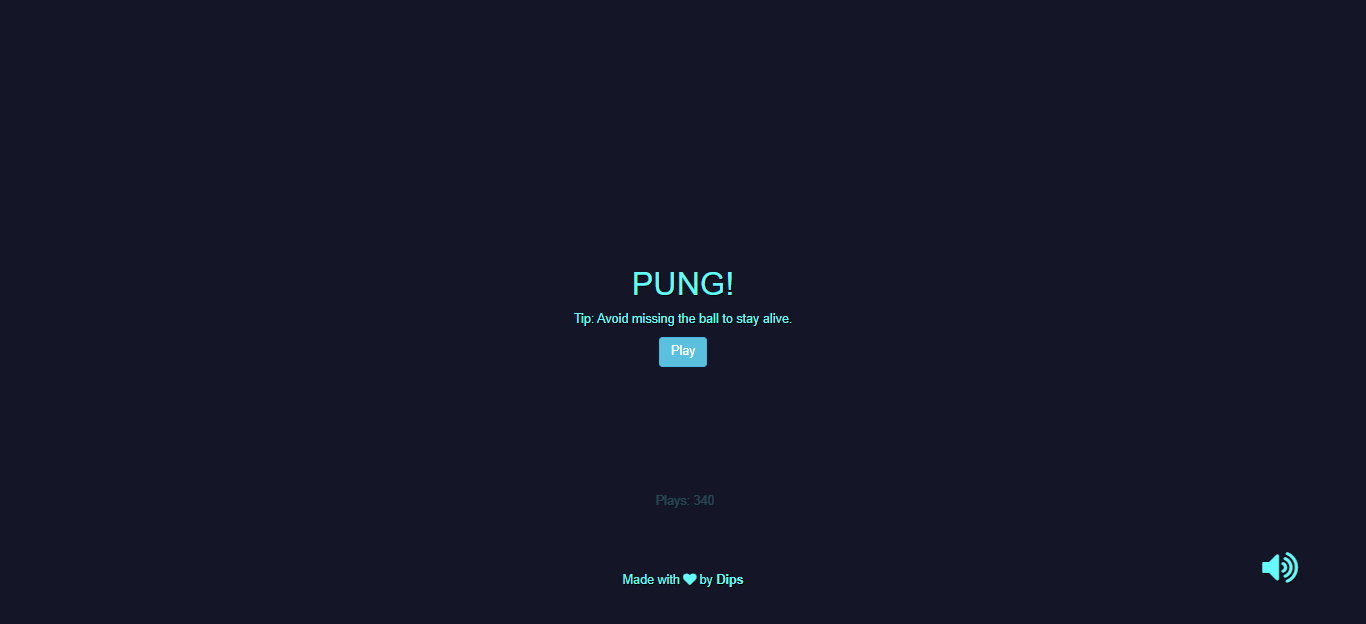 PUNG!
Tip: Avoid missing the ball to stay alive.
Play
Plays: 340
Made with ♥ by Dips